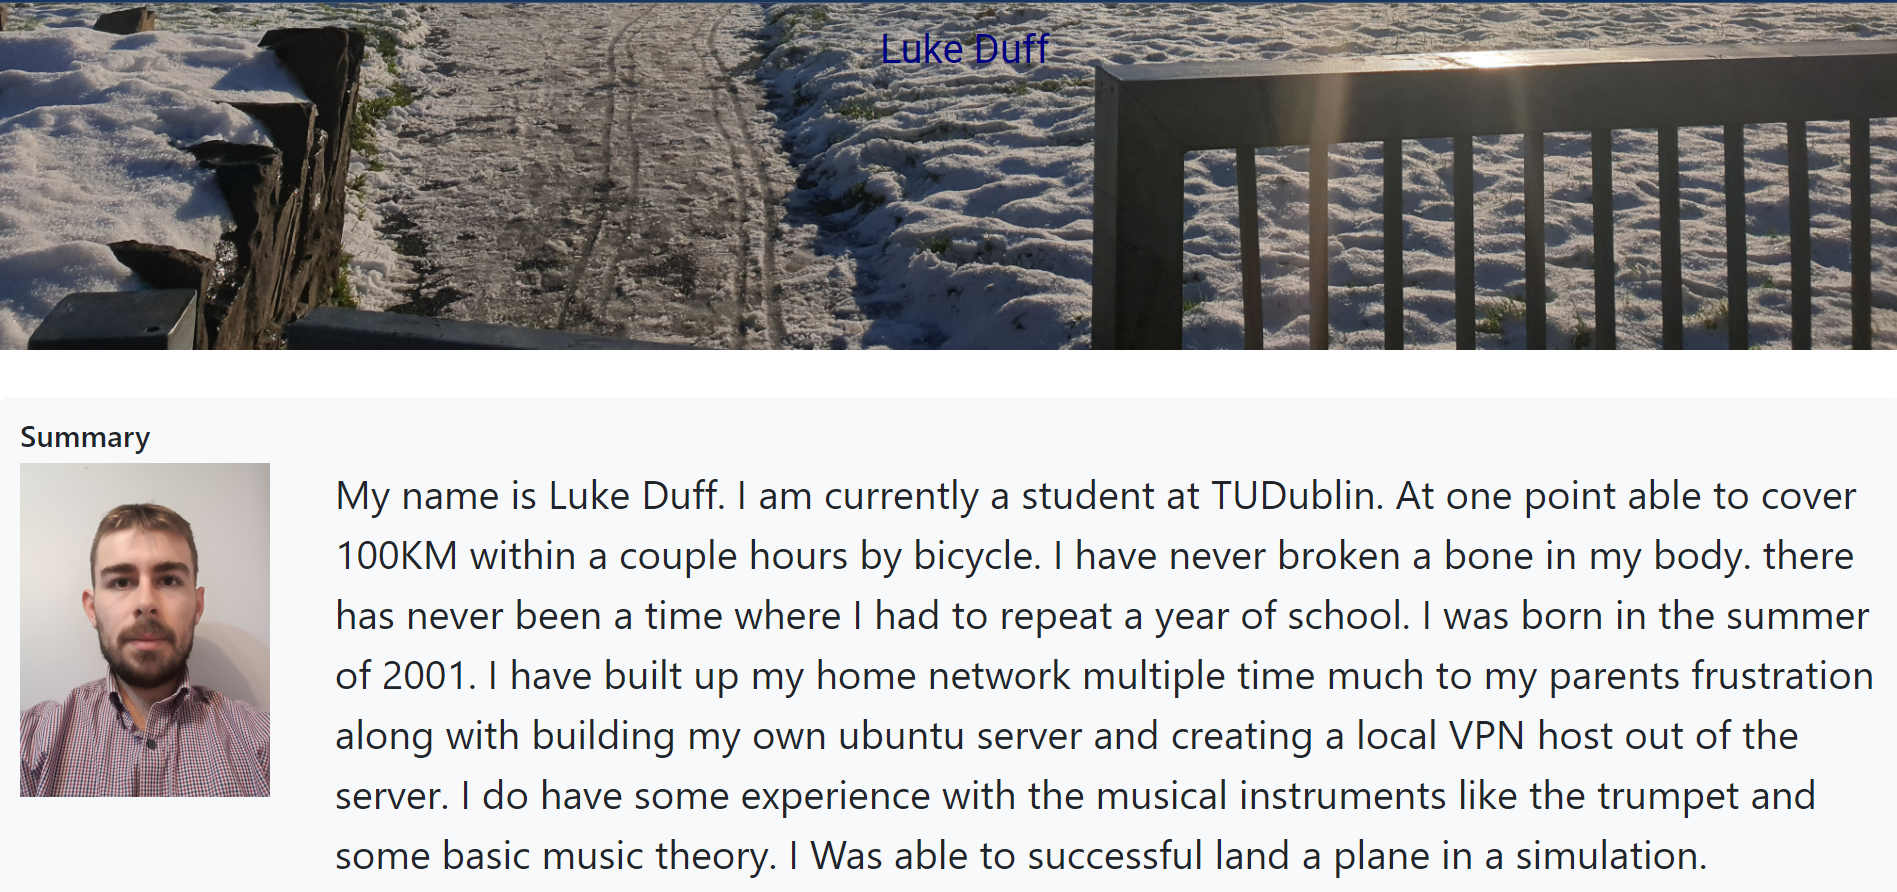 Luke Duff
Summary
My name is Luke Duff. I am currently a student at TUDublin. At one point able to cover
100KM within a couple hours by bicycle. I have never broken a bone in my body. there
has never been a time where I had to repeat a year of school. I was born in the summer
of 2001. I have built up my home network multiple time much to my parents frustration
along with building my own ubuntu server and creating a local VPN host out of the
server. I do have some experience with the musical instruments like the trumpet and
some basic music theory. I Was able to successful land a plane in a simulation.